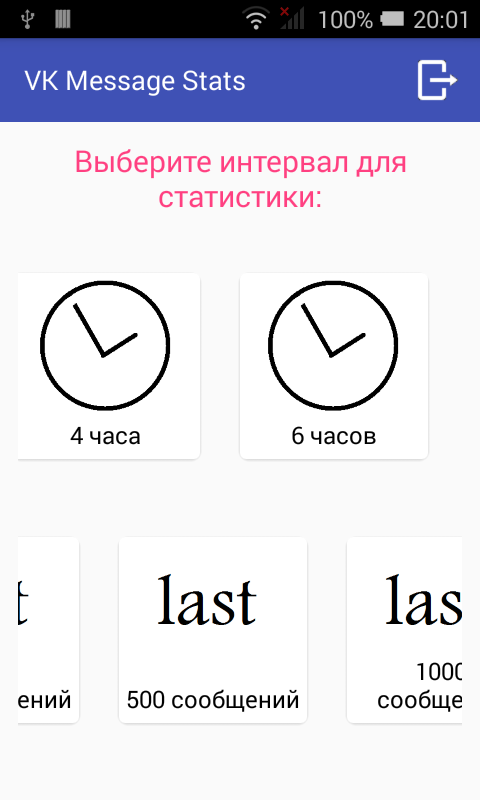 100% 20:01
VK Message Stats
Выберите интервал для
статистики:
4 часа
6 часов
t
last
las
1000
ений
500 сообщений
сообще